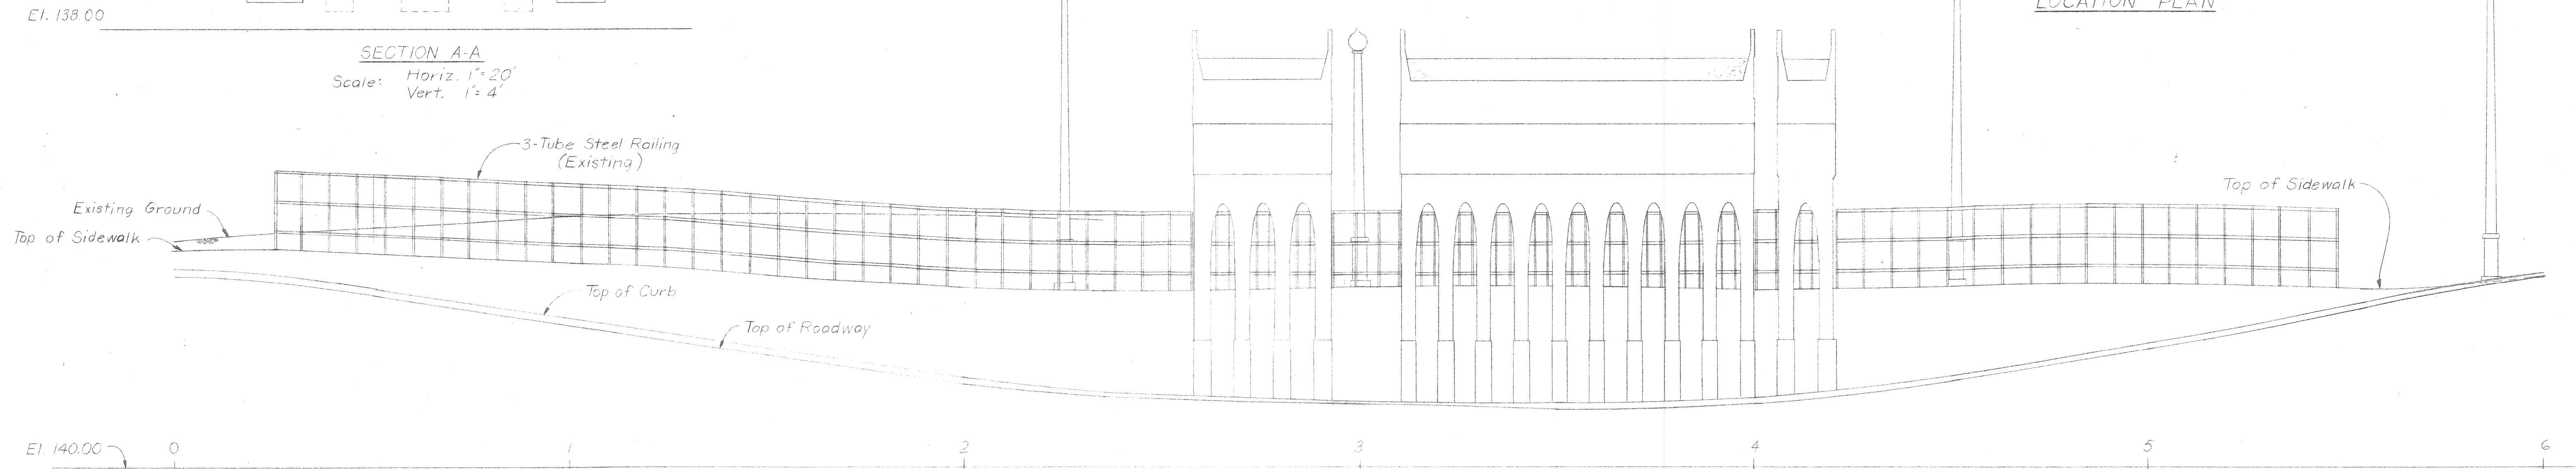 El. 138.00
LOCATION PLAN
SECTION A-A
Scale: Horiz. 1"= 20'
Vert. 1"= 4'
3-Tube Steel Railing
(Existing)
Existing Ground
Top of Sidewalk
Top of Sidewalk
Top of Curb
Top of Roadway
El. 140.00
0 1 2 3 4 5 6